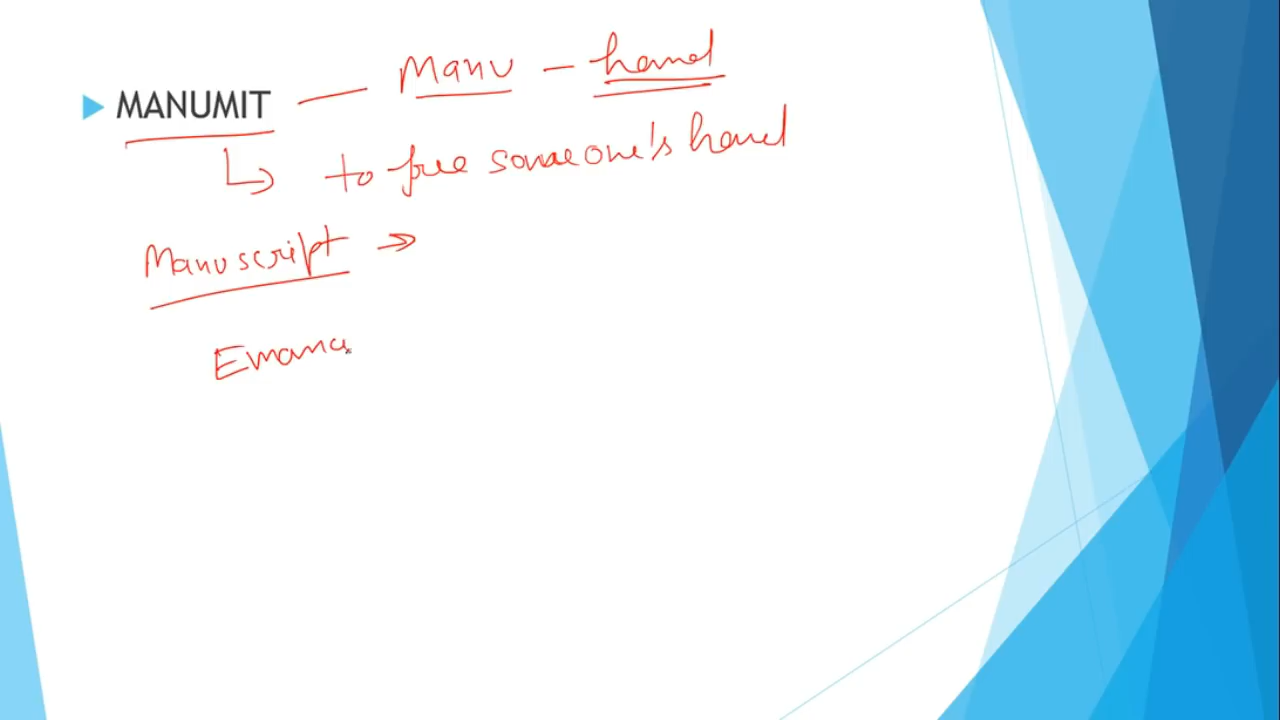 MANUMIT — Manu - hand
↳ to free someone's hand
Manuscript →
Emanc